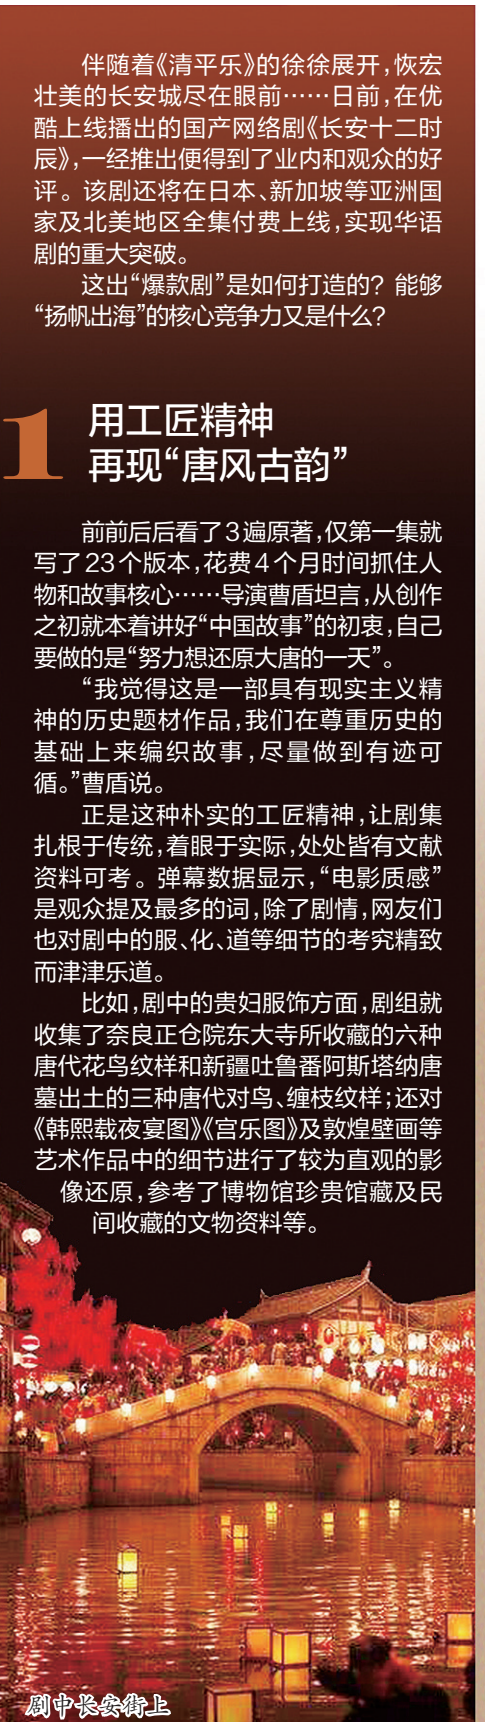 伴随着《清平乐》的徐徐展开,恢宏
壮美的长安城尽在眼前……日前,在优
酷上线播出的国产网络剧《长安十二时
辰》,一经推出便得到了业内和观众的好
评。该剧还将在日本、新加坡等亚洲国
家及北美地区全集付费上线,实现华语
剧的重大突破。
这出“爆款剧”是如何打造的？能够
“扬帆出海”的核心竞争力又是什么?
1
用工匠精神
再现“唐风古韵”
前前后后看了3遍原著,仅第一集就
写了23个版本,花费4个月时间抓住人
物和故事核心……导演曹盾坦言,从创作
之初就本着讲好“中国故事”的初衷,自己
要做的是“努力想还原大唐的一天”。
“我觉得这是一部具有现实主义精
神的历史题材作品,我们在尊重历史的
基础上来编织故事,尽量做到有迹可
循。”曹盾说。
正是这种朴实的工匠精神,让剧集
扎根于传统,着眼于实际,处处皆有文献
资料可考。弹幕数据显示,“电影质感”
是观众提及最多的词,除了剧情,网友们
也对剧中的服、化、道等细节的考究精致
而津津乐道。
比如,剧中的贵妇服饰方面,剧组就
收集了奈良正仓院东大寺所收藏的六种
唐代花鸟纹样和新疆吐鲁番阿斯塔纳唐
墓出土的三种唐代对鸟、缠枝纹样;还对
《韩熙载夜宴图》《宫乐图》及敦煌壁画等
艺术作品中的细节进行了较为直观的影
像还原,参考了博物馆珍贵馆藏及民
间收藏的文物资料等。
剧中长安街上